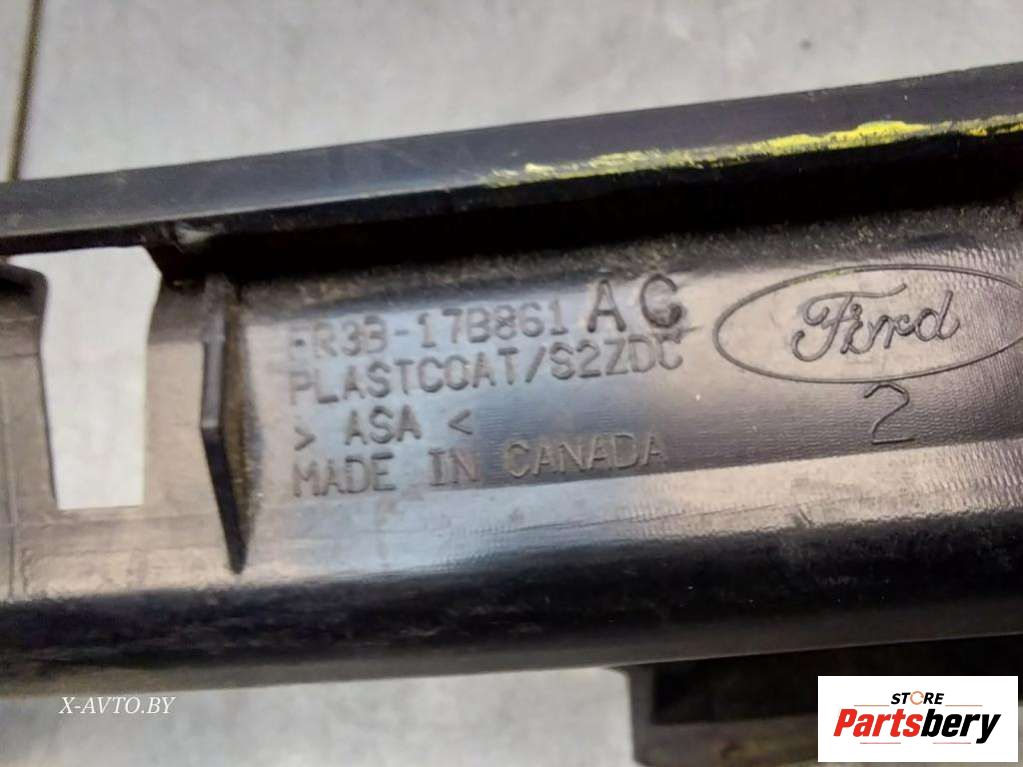 FR3B-17B861 AC
PLASTCOAT/S2ZDC
> ASA <
MADE IN CANADA
Ford
2
X-AVTO.BY
STORE
Partsbery